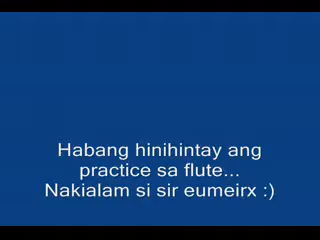 Habang hinihintay ang
practice sa flute...
Nakialam si sir eumeirx :)